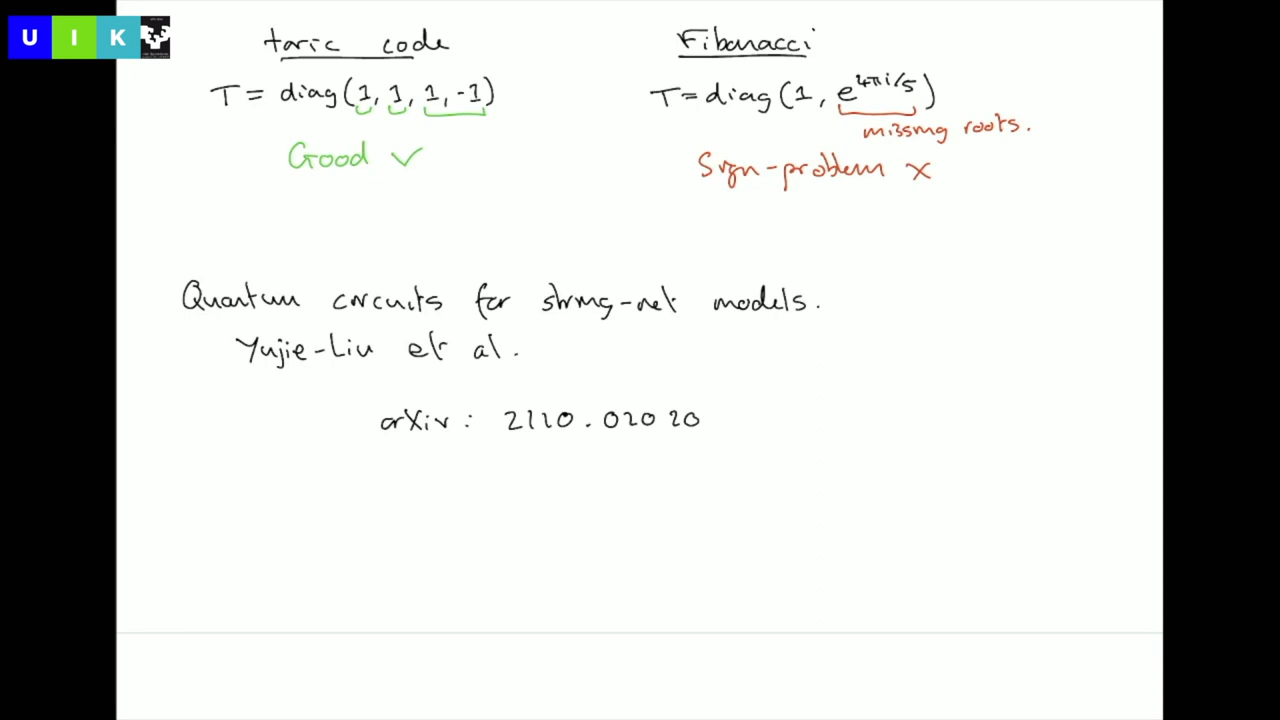 U I K
toric code
T = diag(1, 1, 1, -1)
Good ✓
Fibonacci
T = diag(1, e^{4πi/5})
missing roots.
Sign-problem ×
Quantum circuits for string-net models.
Yujie-Liu et al.
arXiv: 2110.02020